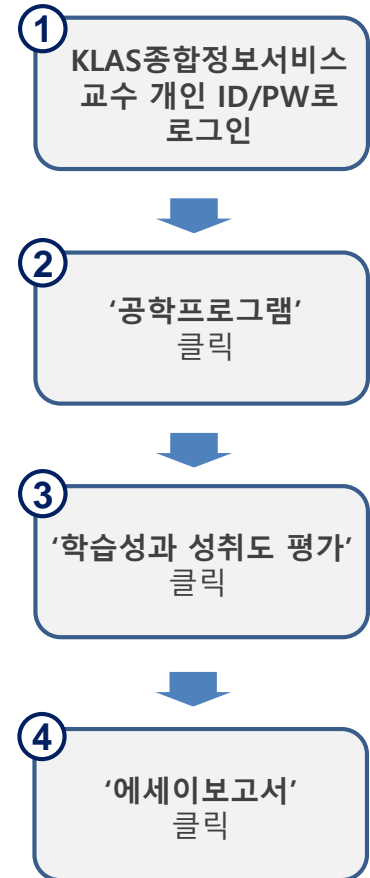 1
KLAS종합정보서비스
교수 개인 ID/PW로
로그인
2
‘공학프로그램’
클릭
3
‘학습성과 성취도 평가’
클릭
4
‘에세이보고서’
클릭